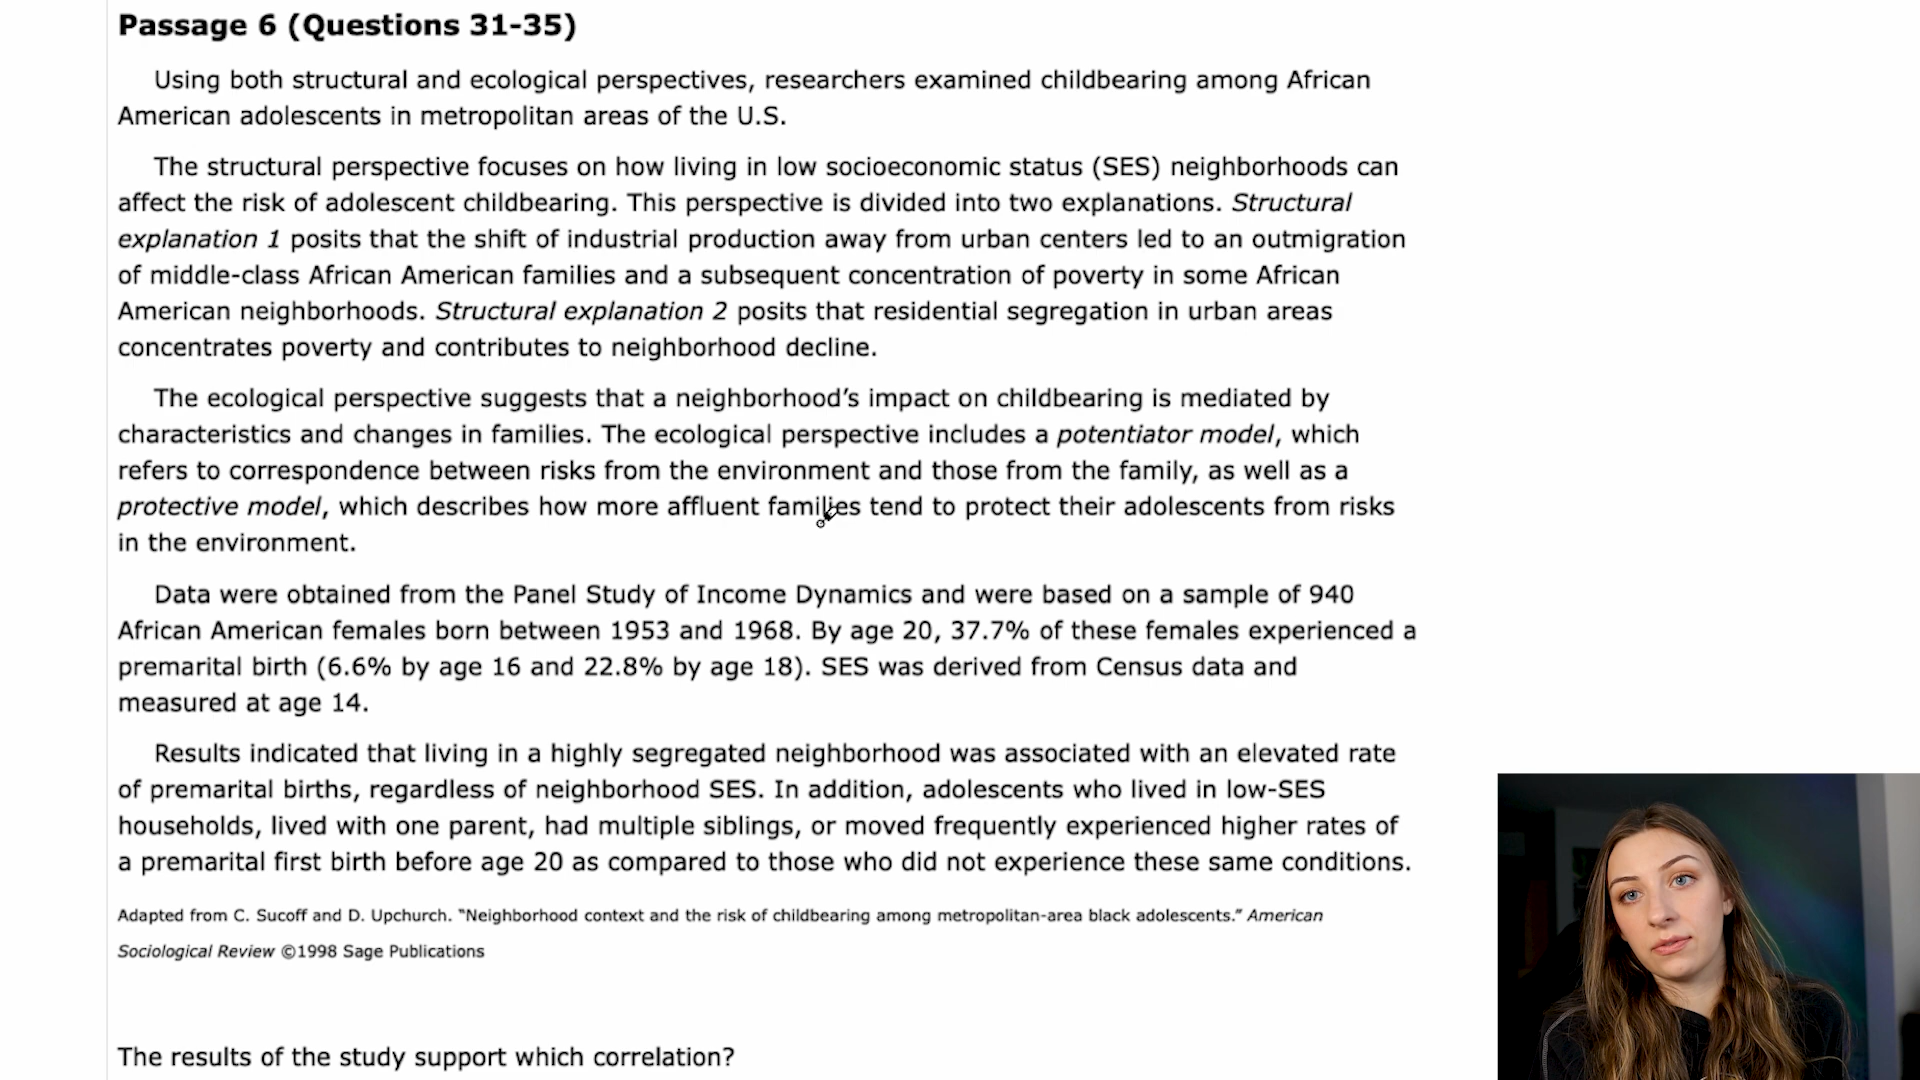 Passage 6 (Questions 31-35)
Using both structural and ecological perspectives, researchers examined childbearing among African
American adolescents in metropolitan areas of the U.S.
The structural perspective focuses on how living in low socioeconomic status (SES) neighborhoods can
affect the risk of adolescent childbearing. This perspective is divided into two explanations. Structural
explanation 1 posits that the shift of industrial production away from urban centers led to an outmigration
of middle-class African American families and a subsequent concentration of poverty in some African
American neighborhoods. Structural explanation 2 posits that residential segregation in urban areas
concentrates poverty and contributes to neighborhood decline.
The ecological perspective suggests that a neighborhood's impact on childbearing is mediated by
characteristics and changes in families. The ecological perspective includes a potentiator model, which
refers to correspondence between risks from the environment and those from the family, as well as a
protective model, which describes how more affluent families tend to protect their adolescents from risks
in the environment.
Data were obtained from the Panel Study of Income Dynamics and were based on a sample of 940
African American females born between 1953 and 1968. By age 20, 37.7% of these females experienced a
premarital birth (6.6% by age 16 and 22.8% by age 18). SES was derived from Census data and
measured at age 14.
Results indicated that living in a highly segregated neighborhood was associated with an elevated rate
of premarital births, regardless of neighborhood SES. In addition, adolescents who lived in low-SES
households, lived with one parent, had multiple siblings, or moved frequently experienced higher rates of
a premarital first birth before age 20 as compared to those who did not experience these same conditions.
Adapted from C. Sucoff and D. Upchurch. "Neighborhood context and the risk of childbearing among metropolitan-area black adolescents." American
Sociological Review ©1998 Sage Publications
The results of the study support which correlation?